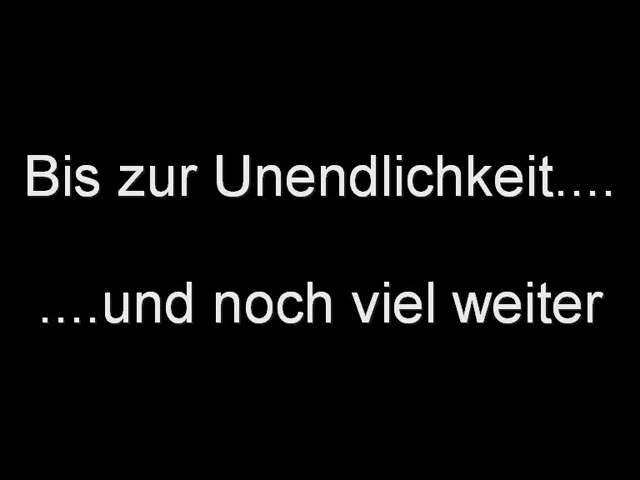 Bis zur Unendlichkeit....
....und noch viel weiter